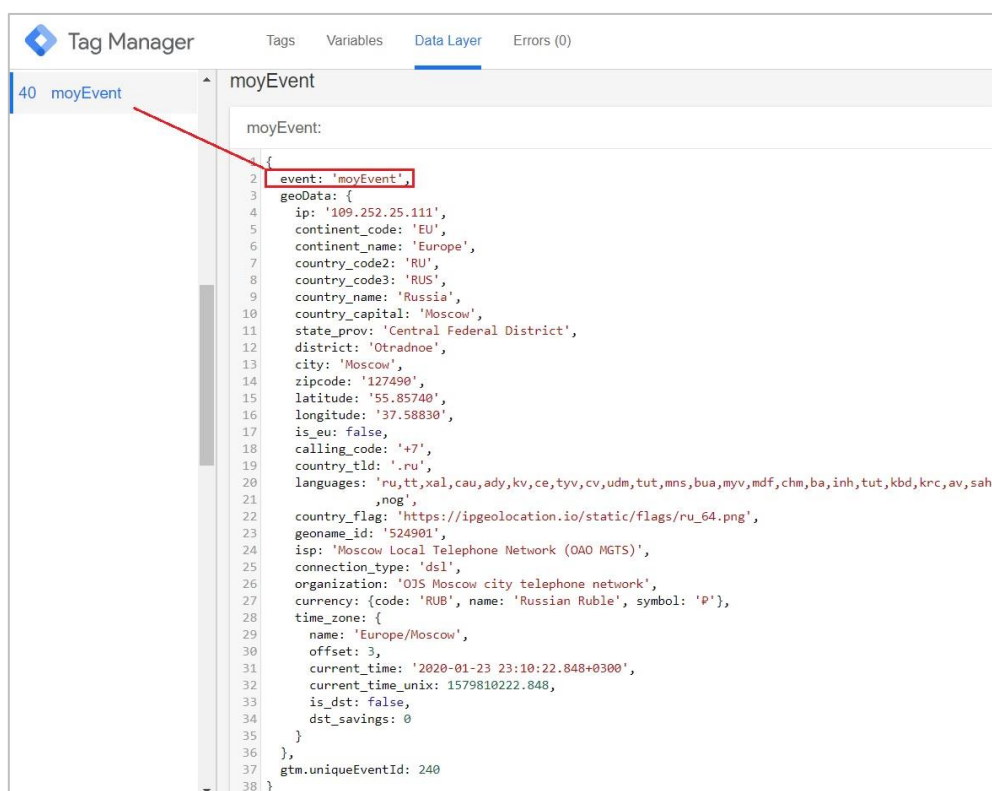 Tag Manager Tags Variables Data Layer Errors (0)
40 moyEvent
moyEvent
moyEvent:
1 {
2 event: 'moyEvent',
3 geoData: {
4 ip: '109.252.25.111',
5 continent_code: 'EU',
6 continent_name: 'Europe',
7 country_code2: 'RU',
8 country_code3: 'RUS',
9 country_name: 'Russia',
10 country_capital: 'Moscow',
11 state_prov: 'Central Federal District',
12 district: 'Otradnoe',
13 city: 'Moscow',
14 zipcode: '127490',
15 latitude: '55.85740',
16 longitude: '37.58830',
17 is_eu: false,
18 calling_code: '+7',
19 country_tld: '.ru',
20 languages: 'ru,tt,xal,cau,ady,kv,ce,tyv,cv,udm,tut,mns,bua,myv,mdf,chm,ba,inh,tut,kbd,krc,av,sah
21 ,nog',
22 country_flag: 'https://ipgeolocation.io/static/flags/ru_64.png',
23 geoname_id: '524901',
24 isp: 'Moscow Local Telephone Network (OAO MGTS)',
25 connection_type: 'dsl',
26 organization: 'OJS Moscow city telephone network',
27 currency: {code: 'RUB', name: 'Russian Ruble', symbol: '₽'},
28 time_zone: {
29 name: 'Europe/Moscow',
30 offset: 3,
31 current_time: '2020-01-23 23:10:22.848+0300',
32 current_time_unix: 1579810222.848,
33 is_dst: false,
34 dst_savings: 0
35 }
36 },
37 gtm.uniqueEventId: 240
38 }